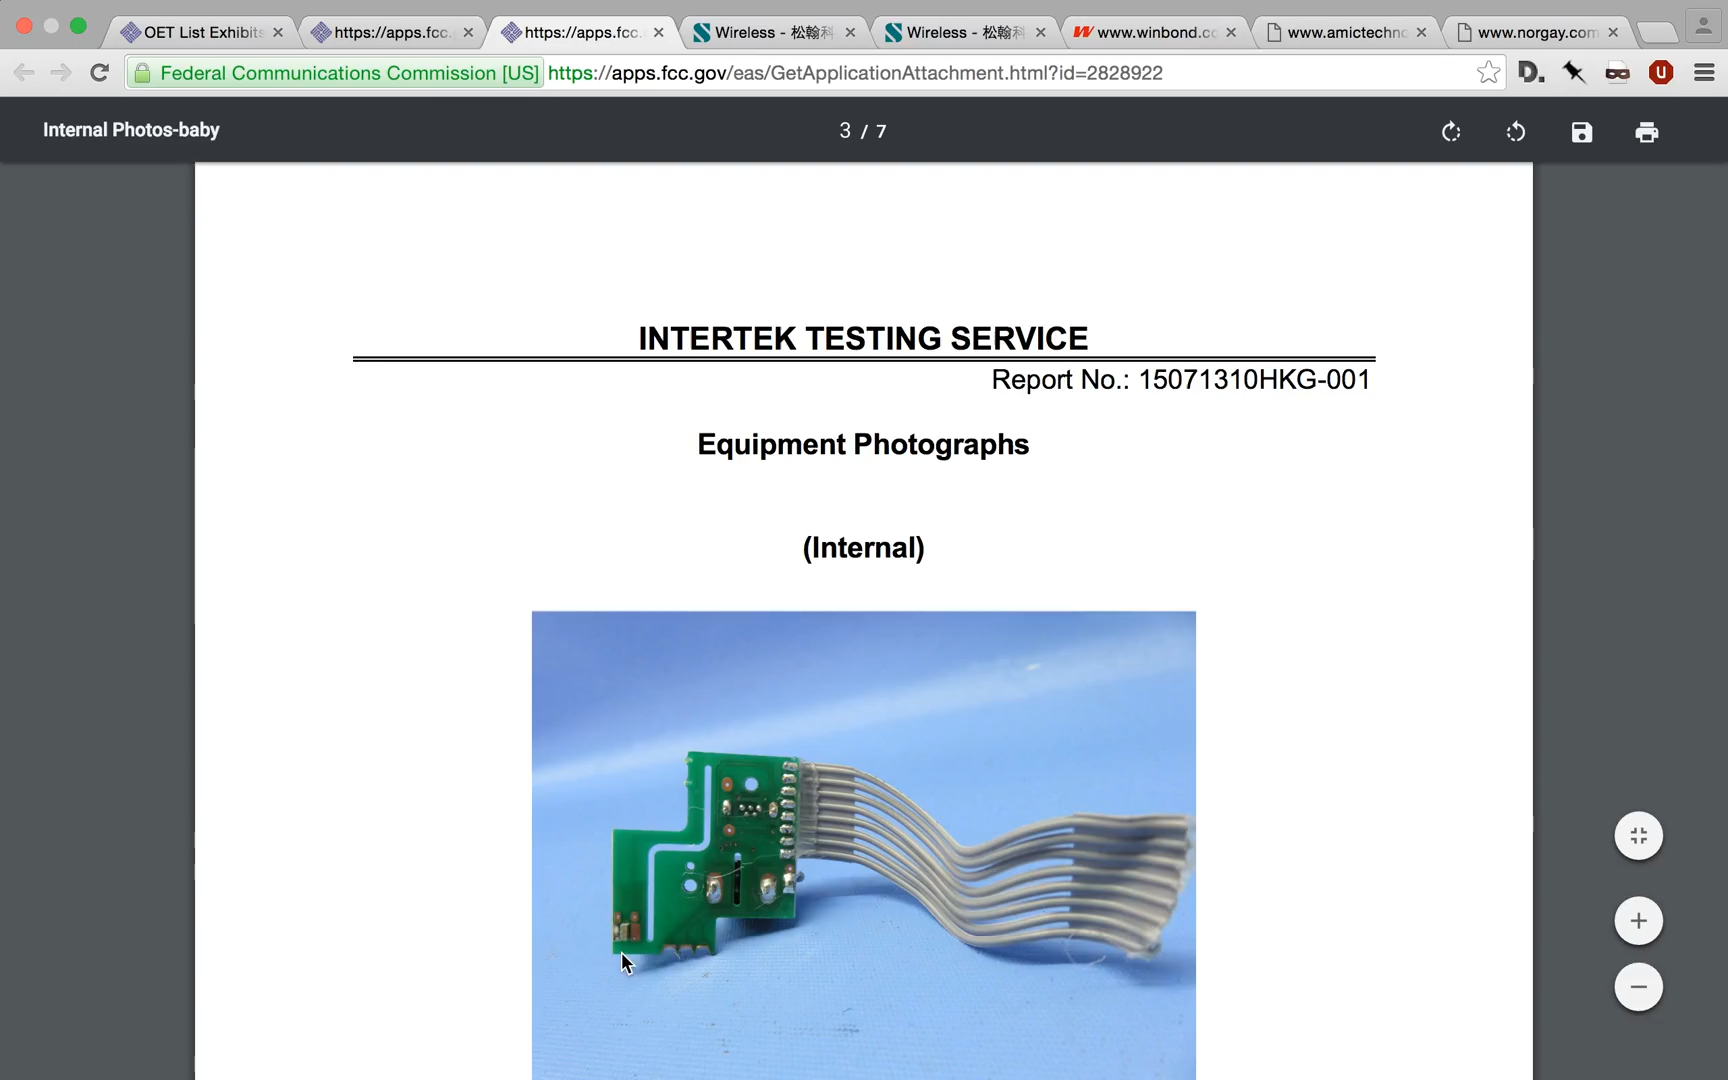 OET List Exhibits
https://apps.fcc.
https://apps.fcc.
Wireless - 松翰科
Wireless - 松翰科
www.winbond.co
www.amictechno
www.norgay.com
Federal Communications Commission [US]
https://apps.fcc.gov/eas/GetApplicationAttachment.html?id=2828922
D.
U
Internal Photos-baby
3 / 7
INTERTEK TESTING SERVICE
Report No.: 15071310HKG-001
Equipment Photographs
(Internal)